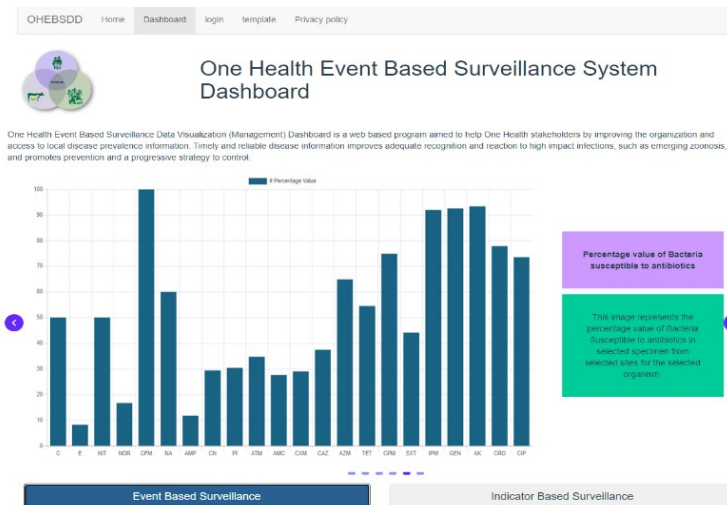 OHEBSDD Home Dashboard login template Privacy policy
One Health Event Based Surveillance System
Dashboard
One Health Event Based Surveillance Data Visualization (Management) Dashboard is a web based program aimed to help One Health stakeholders by improving the organization and
access to local disease prevalence information. Timely and reliable disease information improves adequate recognition and reaction to high impact infections, such as emerging zoonosis,
and promotes prevention and a progressive strategy to control.
# Percentage Value
100
90
80
70
60
50
40
30
20
10
0
C E NIT NOR CPM NA AMP CN PI ATM AMC CXM CAZ AZM TET CPM SXT IPM GEN AK CRO CIP
Percentage value of Bacteria
susceptible to antibiotics
This image represents the
percentage value of Bacteria
Susceptible to antibiotics in
selected specimen from
selected sites for the selected
organism
Event Based Surveillance Indicator Based Surveillance